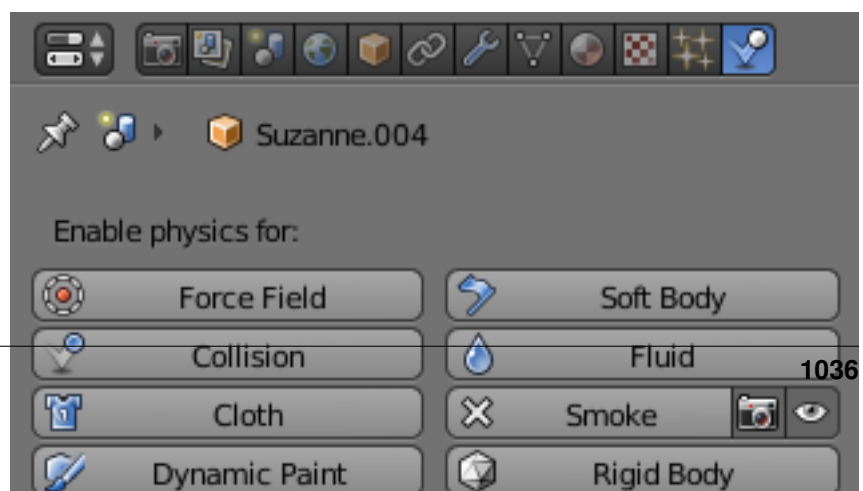 Suzanne.004
Enable physics for:
Force Field Soft Body
Collision Fluid
1036
Cloth Smoke
Dynamic Paint Rigid Body